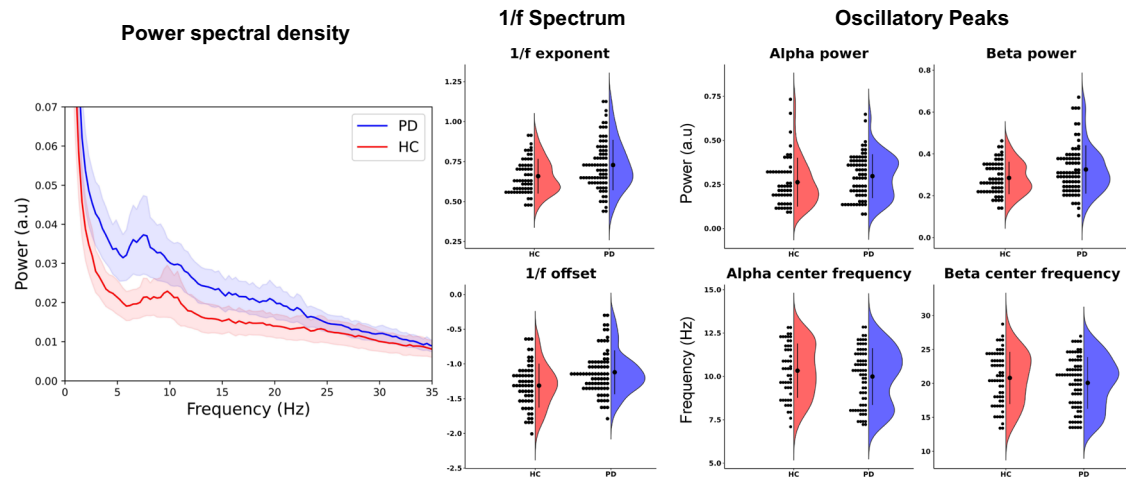 Power spectral density
0.07
0.06
0.05
0.04
0.03
0.02
0.01
0.00
0
5
10
15
20
25
30
35
Power (a.u)
Frequency (Hz)
PD
HC
1/f Spectrum
1/f exponent
1.25
1.00
0.75
0.50
0.25
HC
PD
1/f offset
0.0
-0.5
-1.0
-1.5
-2.0
-2.5
HC
PD
Oscillatory Peaks
Alpha power
Power (a.u)
0.75
0.50
0.25
0.00
HC
PD
Beta power
0.8
0.6
0.4
0.2
0.0
HC
PD
Alpha center frequency
Frequency (Hz)
15.0
12.5
10.0
7.5
5.0
HC
PD
Beta center frequency
30
25
20
15
10
HC
PD